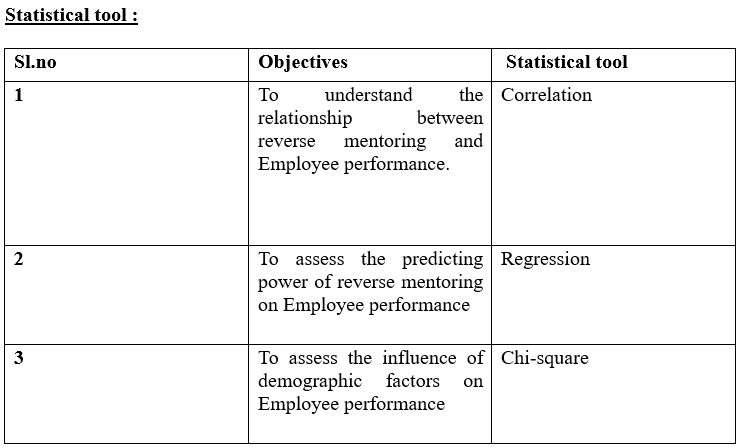 Statistical tool :
Sl.no Objectives Statistical tool
1 To understand the Correlation
relationship between
reverse mentoring and
Employee performance.
2 To assess the predicting Regression
power of reverse mentoring
on Employee performance
3 To assess the influence of Chi-square
demographic factors on
Employee performance